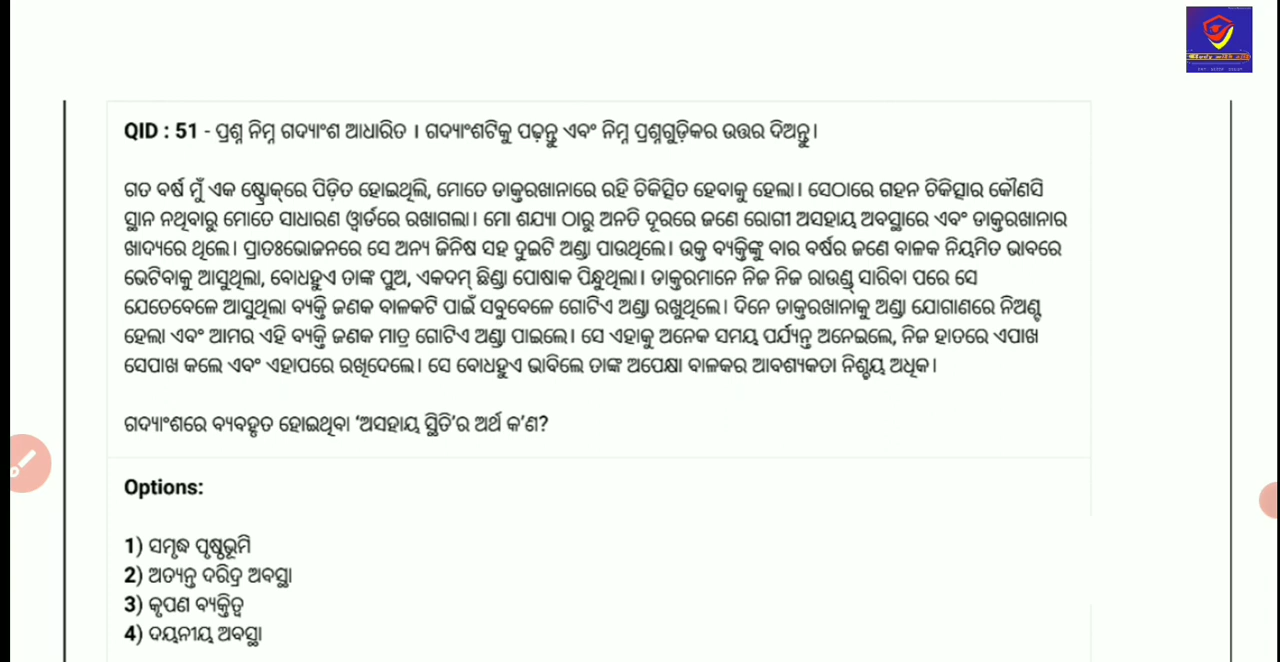 QID : 51 - ପ୍ରଶ୍ନ ନିମ୍ନ ଗଦ୍ୟାଂଶ ଆଧାରିତ । ଗଦ୍ୟାଂଶଟିକୁ ପଢ଼ନ୍ତୁ ଏବଂ ନିମ୍ନ ପ୍ରଶ୍ନଗୁଡ଼ିକର ଉତ୍ତର ଦିଅନ୍ତୁ।
ଗତ ବର୍ଷ ମୁଁ ଏକ ଷ୍ଟ୍ରୋକ୍‌ରେ ପିଡ଼ିତ ହୋଇଥିଲି, ମୋତେ ଡାକ୍ତରଖାନାରେ ରହି ଚିକିତ୍ସିତ ହେବାକୁ ହେଲା। ସେଠାରେ ଗହନ ଚିକିତ୍ସାର କୌଣସି
ସ୍ଥାନ ନଥିବାରୁ ମୋତେ ସାଧାରଣ ୱାର୍ଡରେ ରଖାଗଲା। ମୋ ଶଯ୍ୟା ଠାରୁ ଅନତି ଦୂରରେ ଜଣେ ରୋଗୀ ଅସହାୟ ଅବସ୍ଥାରେ ଏବଂ ଡାକ୍ତରଖାନାର
ଖାଦ୍ୟରେ ଥିଲେ। ପ୍ରାତଃଭୋଜନରେ ସେ ଅନ୍ୟ ଜିନିଷ ସହ ଦୁଇଟି ଅଣ୍ଡା ପାଉଥିଲେ। ଉକ୍ତ ବ୍ୟକ୍ତିଙ୍କୁ ବାର ବର୍ଷର ଜଣେ ବାଳକ ନିୟମିତ ଭାବରେ
ଭେଟିବାକୁ ଆସୁଥିଲା, ବୋଧହୁଏ ତାଙ୍କ ପୁଅ, ଏକଦମ୍ ଛିଣ୍ଡା ପୋଷାକ ପିନ୍ଧୁଥିଲା। ଡାକ୍ତରମାନେ ନିଜ ନିଜ ରାଉଣ୍ଡ୍ ସାରିବା ପରେ ସେ
ଯେତେବେଳେ ଆସୁଥିଲା ବ୍ୟକ୍ତି ଜଣକ ବାଳକଟି ପାଇଁ ସବୁବେଳେ ଗୋଟିଏ ଅଣ୍ଡା ରଖୁଥିଲେ। ଦିନେ ଡାକ୍ତରଖାନାକୁ ଅଣ୍ଡା ଯୋଗାଣରେ ନିଅଣ୍ଟ
ହେଲା ଏବଂ ଆମର ଏହି ବ୍ୟକ୍ତି ଜଣକ ମାତ୍ର ଗୋଟିଏ ଅଣ୍ଡା ପାଇଲେ। ସେ ଏହାକୁ ଅନେକ ସମୟ ପର୍ଯ୍ୟନ୍ତ ଅନେଇଲେ, ନିଜ ହାତରେ ଏପାଖ
ସେପାଖ କଲେ ଏବଂ ଏହାପରେ ରଖିଦେଲେ। ସେ ବୋଧହୁଏ ଭାବିଲେ ତାଙ୍କ ଅପେକ୍ଷା ବାଳକର ଆବଶ୍ୟକତା ନିଶ୍ଚୟ ଅଧିକ।
ଗଦ୍ୟାଂଶରେ ବ୍ୟବହୃତ ହୋଇଥିବା ‘ଅସହାୟ ସ୍ଥିତି’ର ଅର୍ଥ କ’ଣ?
Options:
1) ସମୃଦ୍ଧ ପୃଷ୍ଠଭୂମି
2) ଅତ୍ୟନ୍ତ ଦରିଦ୍ର ଅବସ୍ଥା
3) କୃପଣ ବ୍ୟକ୍ତିତ୍ୱ
4) ଦୟନୀୟ ଅବସ୍ଥା